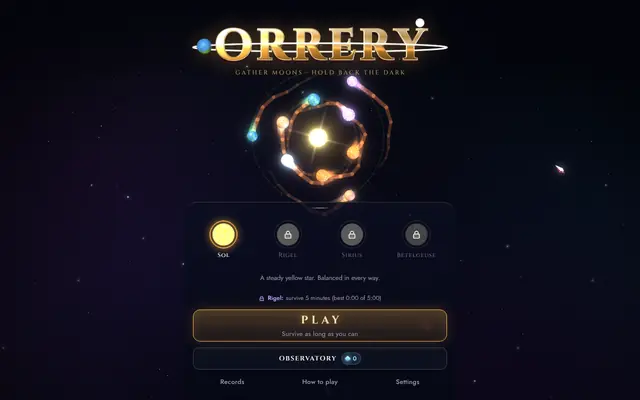 ORRERY
GATHER MOONS · HOLD BACK THE DARK
SOL RIGEL SIRIUS BETELGEUSE
A steady yellow star. Balanced in every way.
Rigel: survive 5 minutes (best 0:00 of 5:00)
PLAY
Survive as long as you can
OBSERVATORY 0
Records How to play Settings